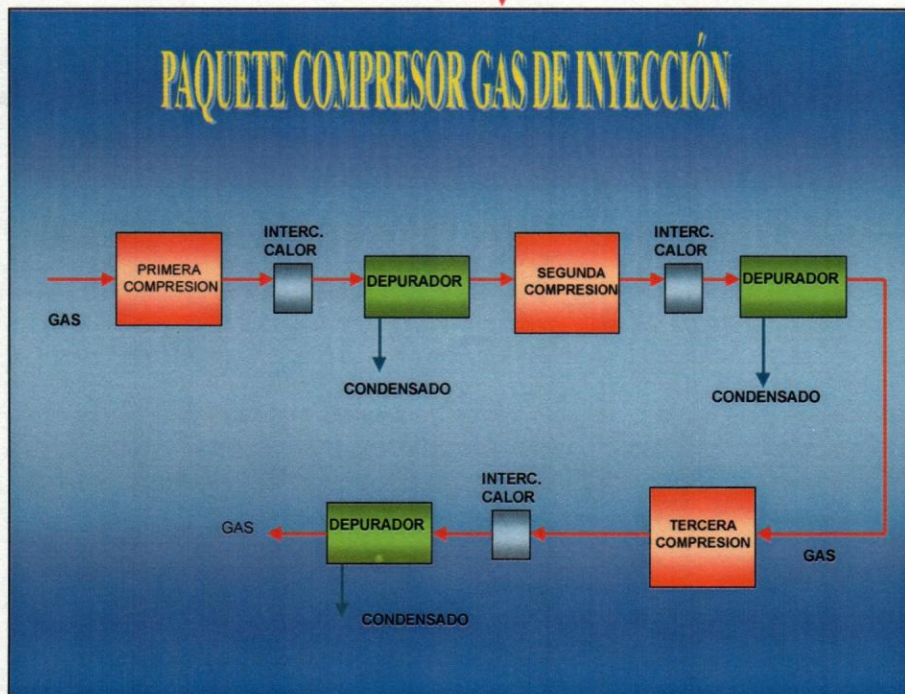 PAQUETE COMPRESOR GAS DE INYECCIÓN
PRIMERA
COMPRESION
GAS
INTERC.
CALOR
DEPURADOR
CONDENSADO
SEGUNDA
COMPRESION
INTERC.
CALOR
DEPURADOR
CONDENSADO
GAS
TERCERA
COMPRESION
INTERC.
CALOR
DEPURADOR
CONDENSADO
GAS